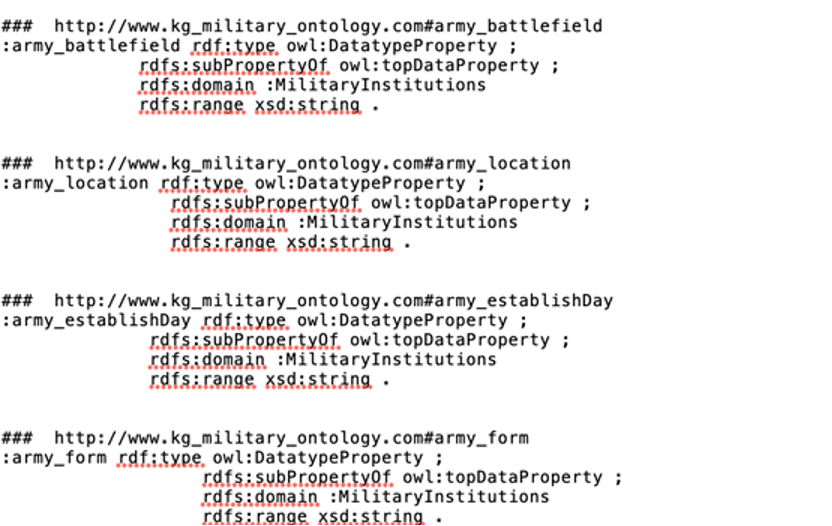 ###  http://www.kg_military_ontology.com#army_battlefield
:army_battlefield rdf:type owl:DatatypeProperty ;
rdfs:subPropertyOf owl:topDataProperty ;
rdfs:domain :MilitaryInstitutions
rdfs:range xsd:string .
###  http://www.kg_military_ontology.com#army_location
:army_location rdf:type owl:DatatypeProperty ;
rdfs:subPropertyOf owl:topDataProperty ;
rdfs:domain :MilitaryInstitutions
rdfs:range xsd:string .
###  http://www.kg_military_ontology.com#army_establishDay
:army_establishDay rdf:type owl:DatatypeProperty ;
rdfs:subPropertyOf owl:topDataProperty ;
rdfs:domain :MilitaryInstitutions
rdfs:range xsd:string .
###  http://www.kg_military_ontology.com#army_form
:army_form rdf:type owl:DatatypeProperty ;
rdfs:subPropertyOf owl:topDataProperty ;
rdfs:domain :MilitaryInstitutions
rdfs:range xsd:string .